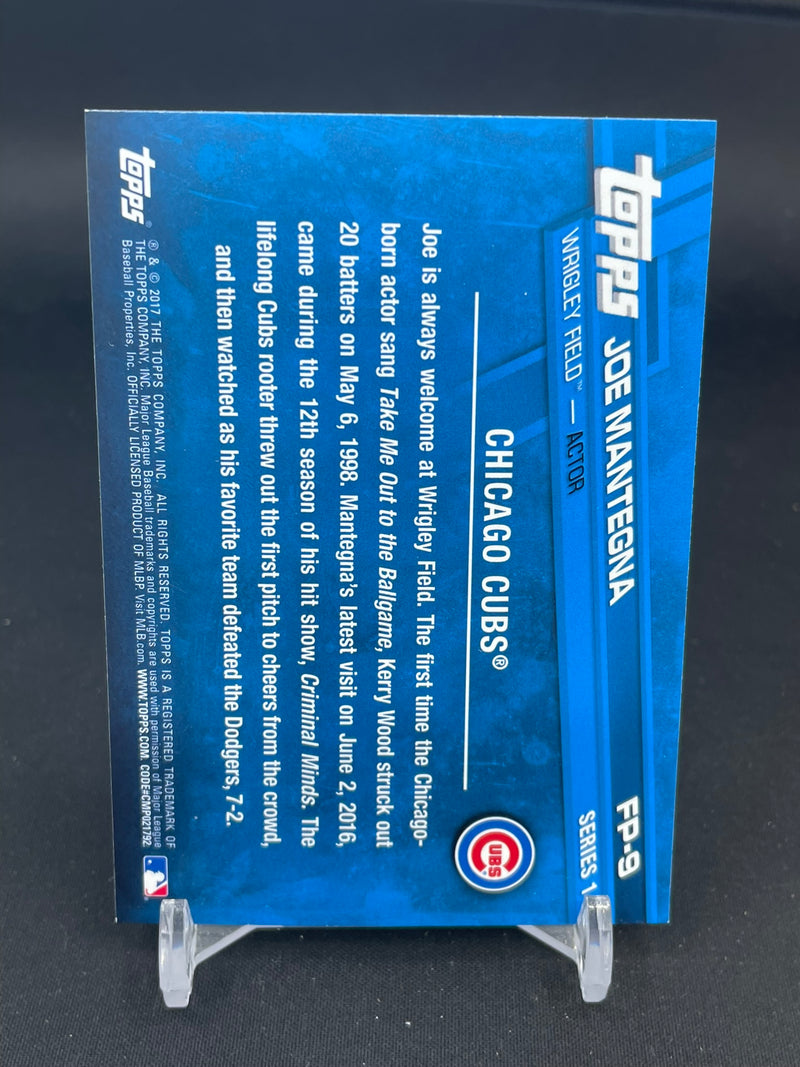 topps JOE MANTEGNA FP-9
WRIGLEY FIELD™ — ACTOR SERIES 1
CHICAGO CUBS®
CUBS
Joe is always welcome at Wrigley Field. The first time the Chicago-
born actor sang Take Me Out to the Ballgame, Kerry Wood struck out
20 batters on May 6, 1998. Mantegna's latest visit on June 2, 2016,
came during the 12th season of his hit show, Criminal Minds. The
lifelong Cubs rooter threw out the first pitch to cheers from the crowd,
and then watched as his favorite team defeated the Dodgers, 7-2.
topps®
® & © 2017 THE TOPPS COMPANY, INC. ALL RIGHTS RESERVED. TOPPS IS A REGISTERED TRADEMARK OF
THE TOPPS COMPANY, INC. Major League Baseball trademarks and copyrights are used with permission of Major League
Baseball Properties, Inc. OFFICIALLY LICENSED PRODUCT OF MLBP. Visit MLB.com. WWW.TOPPS.COM. CODE#CMP021792